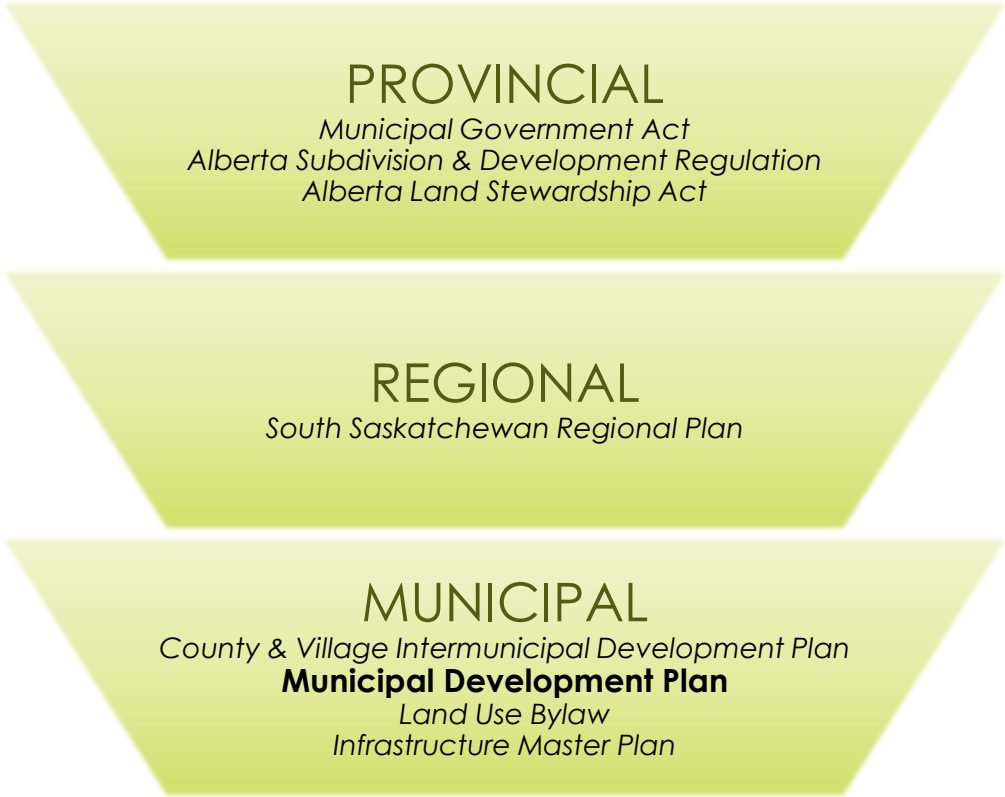 PROVINCIAL
Municipal Government Act
Alberta Subdivision & Development Regulation
Alberta Land Stewardship Act
REGIONAL
South Saskatchewan Regional Plan
MUNICIPAL
County & Village Intermunicipal Development Plan
Municipal Development Plan
Land Use Bylaw
Infrastructure Master Plan